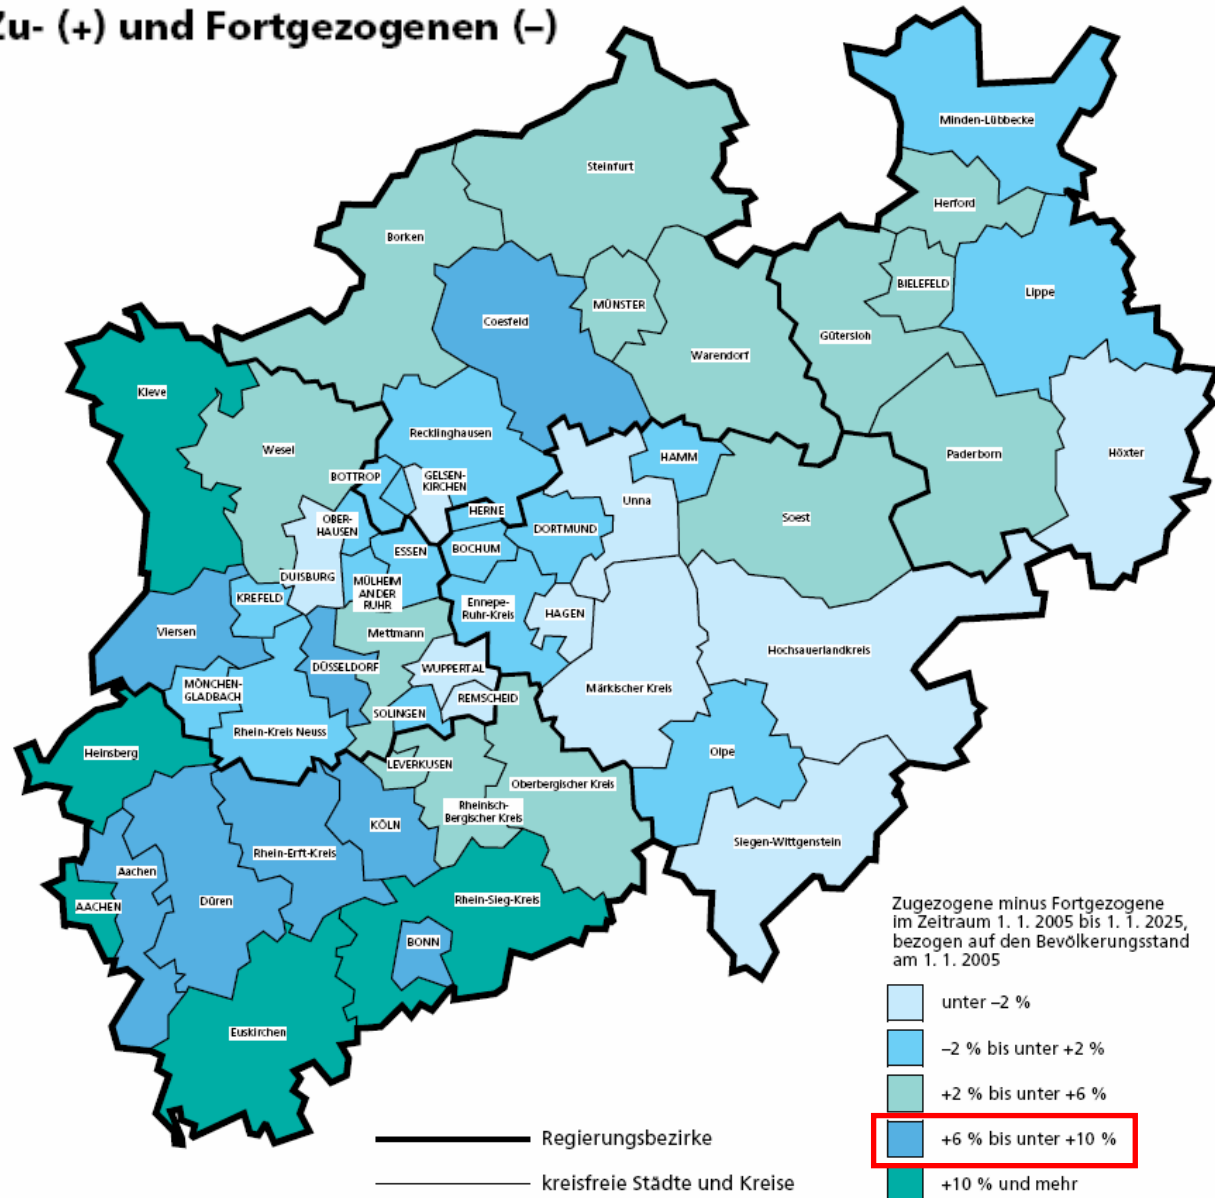 Zu- (+) und Fortgezogenen (–)
Minden-Lübbecke
Steinfurt
Herford
Borken
BIELEFELD
Lippe
MÜNSTER
Coesfeld
Gütersloh
Warendorf
Kleve
Recklinghausen
Wesel
HAMM
Paderborn
Höxter
BOTTROP
GELSEN-
KIRCHEN
Unna
HERNE
Soest
OBER-
HAUSEN
DORTMUND
ESSEN
BOCHUM
DUISBURG
MÜLHEIM
AN DER
RUHR
KREFELD
Ennepe-
Ruhr-Kreis
HAGEN
Viersen
Mettmann
Hochsauerlandkreis
DÜSSELDORF
WUPPERTAL
MÖNCHEN-
GLADBACH
Märkischer Kreis
REMSCHEID
SOLINGEN
Rhein-Kreis Neuss
Heinsberg
Olpe
LEVERKUSEN
Oberbergischer Kreis
Rheinisch-
Bergischer Kreis
KÖLN
Siegen-Wittgenstein
Rhein-Erft-Kreis
Aachen
Düren
Rhein-Sieg-Kreis
AACHEN
BONN
Euskirchen
Zugezogene minus Fortgezogene
im Zeitraum 1. 1. 2005 bis 1. 1. 2025,
bezogen auf den Bevölkerungsstand
am 1. 1. 2005
unter –2 %
–2 % bis unter +2 %
+2 % bis unter +6 %
+6 % bis unter +10 %
+10 % und mehr
Regierungsbezirke
kreisfreie Städte und Kreise